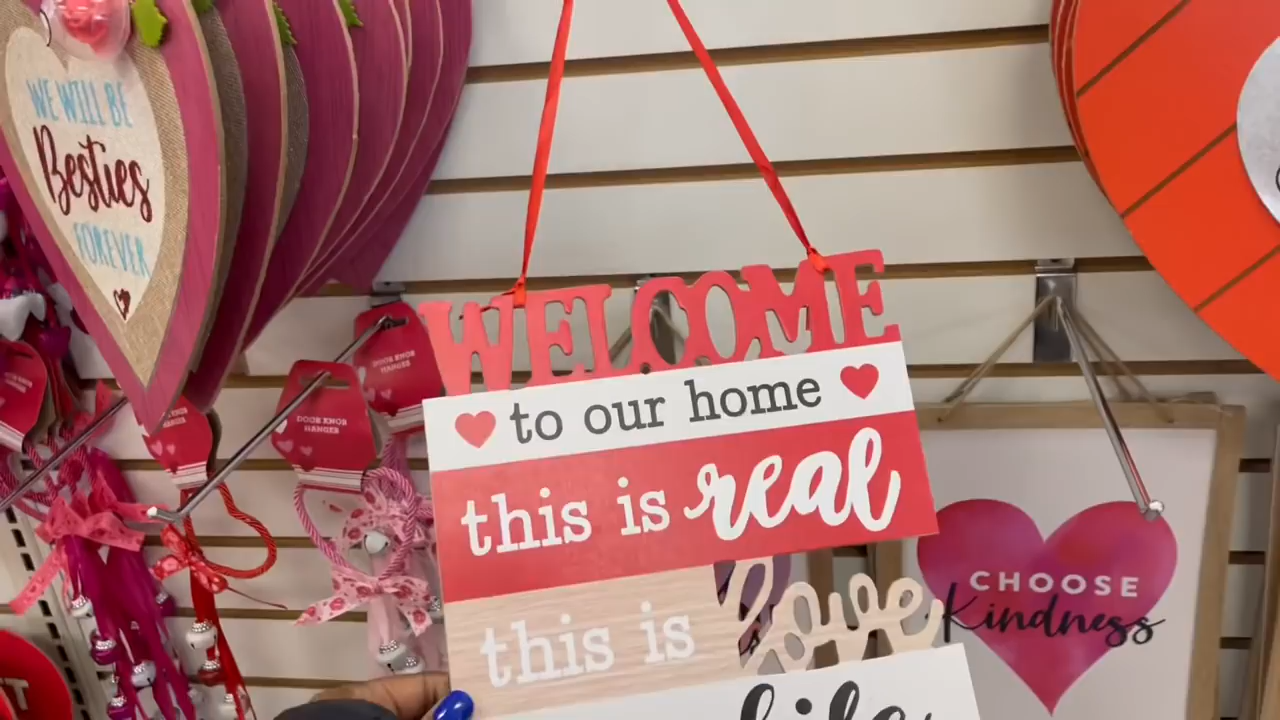 WE WILL BE
Besties
FOREVER
DOOR KNOB
HANGER
DOOR KNOB
HANGER
WELCOME
to our home
this is real
this is love
life
CHOOSE
Kindness